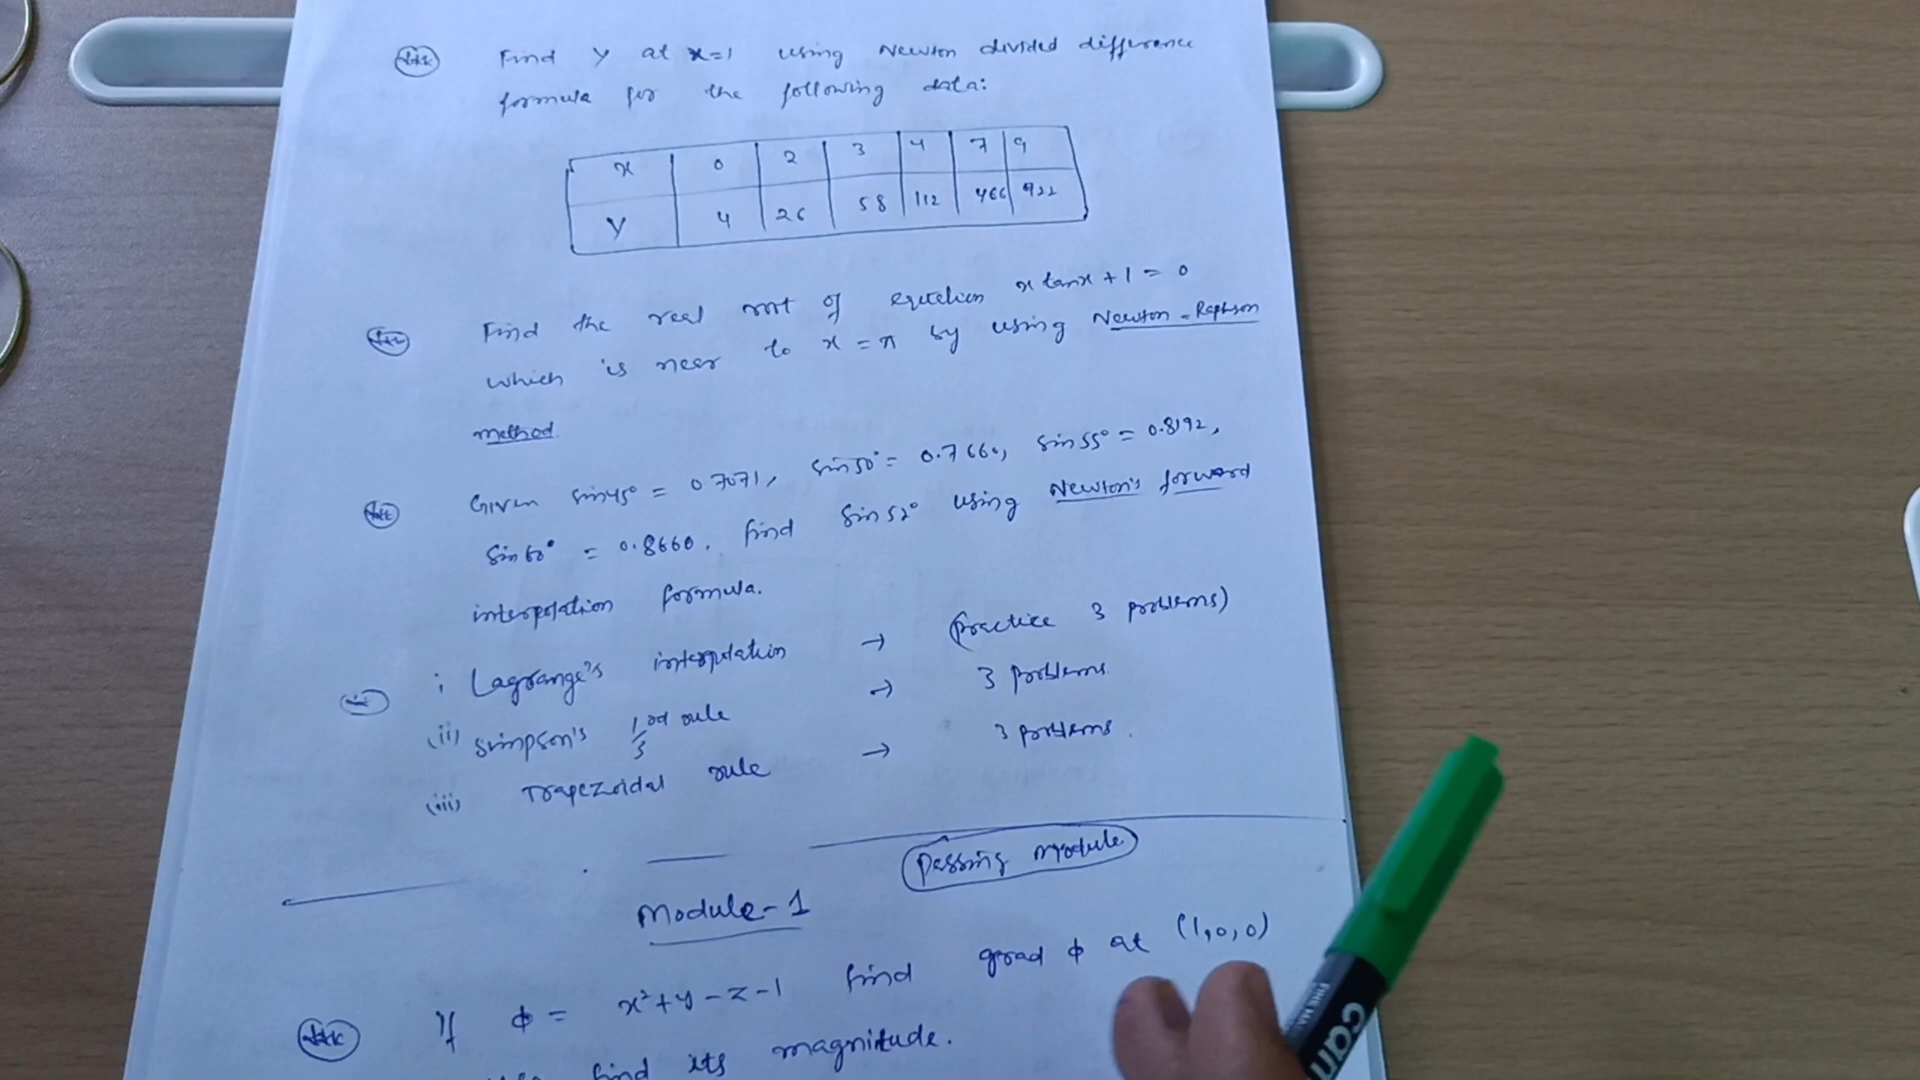 Find y at x=1 using Newton divided difference
formula for the following data:
x 0 2 3 4 7 9
y 4 26 58 112 466 922
Find the real root of equation x tanx + 1 = 0
which is near to x = π by using Newton-Raphson
method
Given sin45° = 0.7071, sin50° = 0.7660, sin55° = 0.8192,
sin60° = 0.8660. find sin52° using Newton's forward
interpolation formula.
i Lagrange's interpolation → (practice 3 problems)
(ii) Simpson's 1/3 rd rule → 3 problems
(iii) Trapezoidal rule → 3 problems.
Passing module
Module-1
If φ = x²+y-z-1 find grad φ at (1,0,0)
find its magnitude.
can